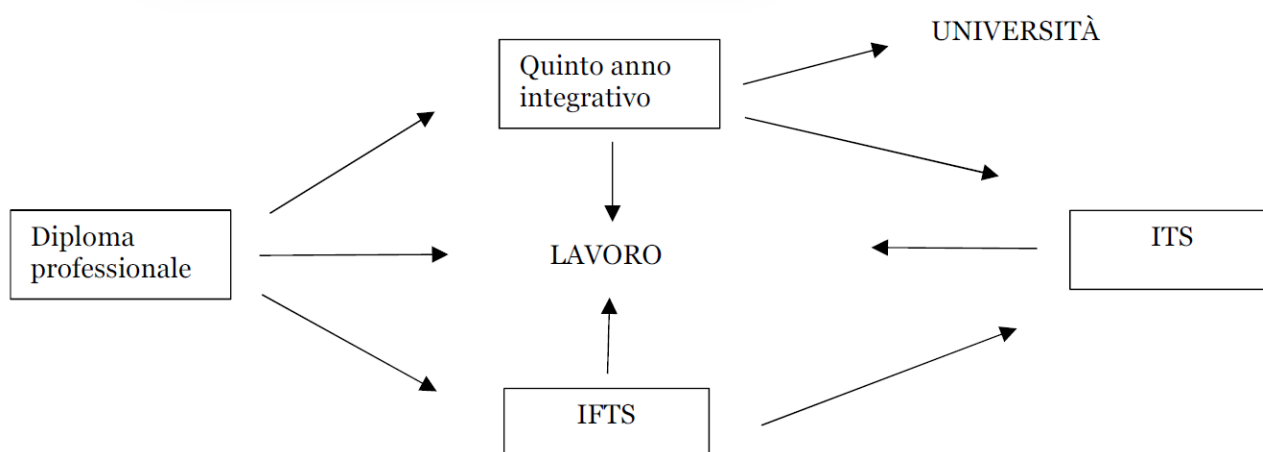 UNIVERSITÀ
Quinto anno
integrativo
Diploma
professionale
LAVORO
ITS
IFTS